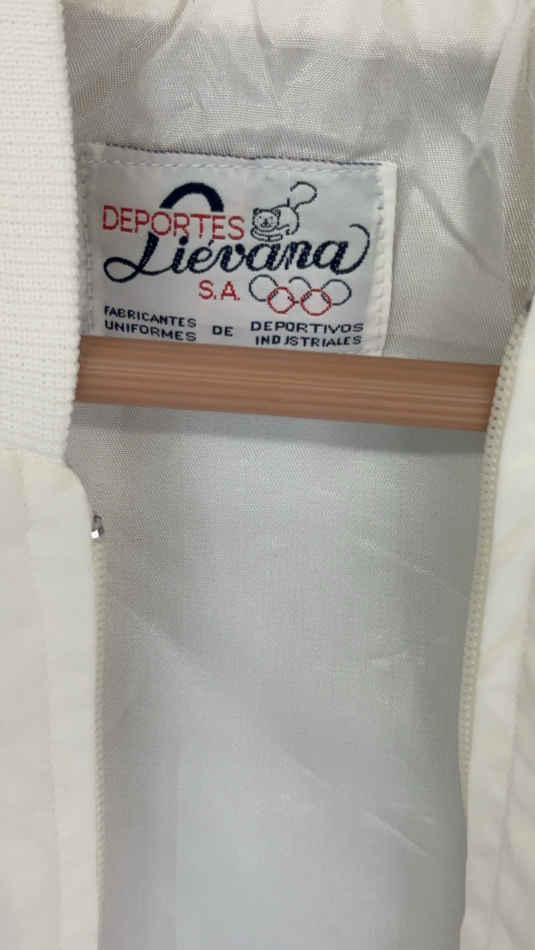 DEPORTES
Liévana
S.A.
FABRICANTES DE DEPORTIVOS
UNIFORMES INDUSTRIALES